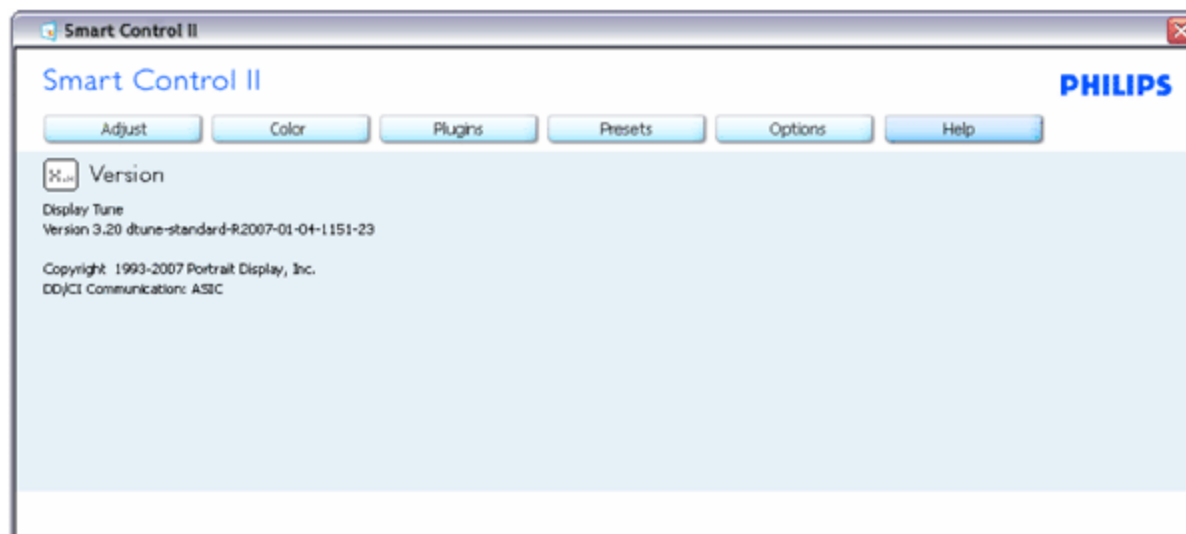 Smart Control II
Smart Control II
PHILIPS
Adjust Color Plugins Presets Options Help
Version
Display Tune
Version 3.20 dtune-standard-R2007-01-04-1151-23
Copyright 1993-2007 Portrait Display, Inc.
DD/CI Communication: ASIC